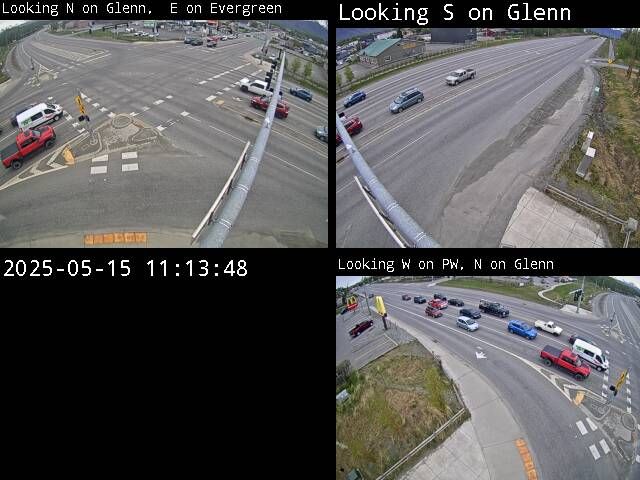 Looking N on Glenn,  E on Evergreen
Looking S on Glenn
2025-05-15 11:13:48
Looking W on PW, N on Glenn